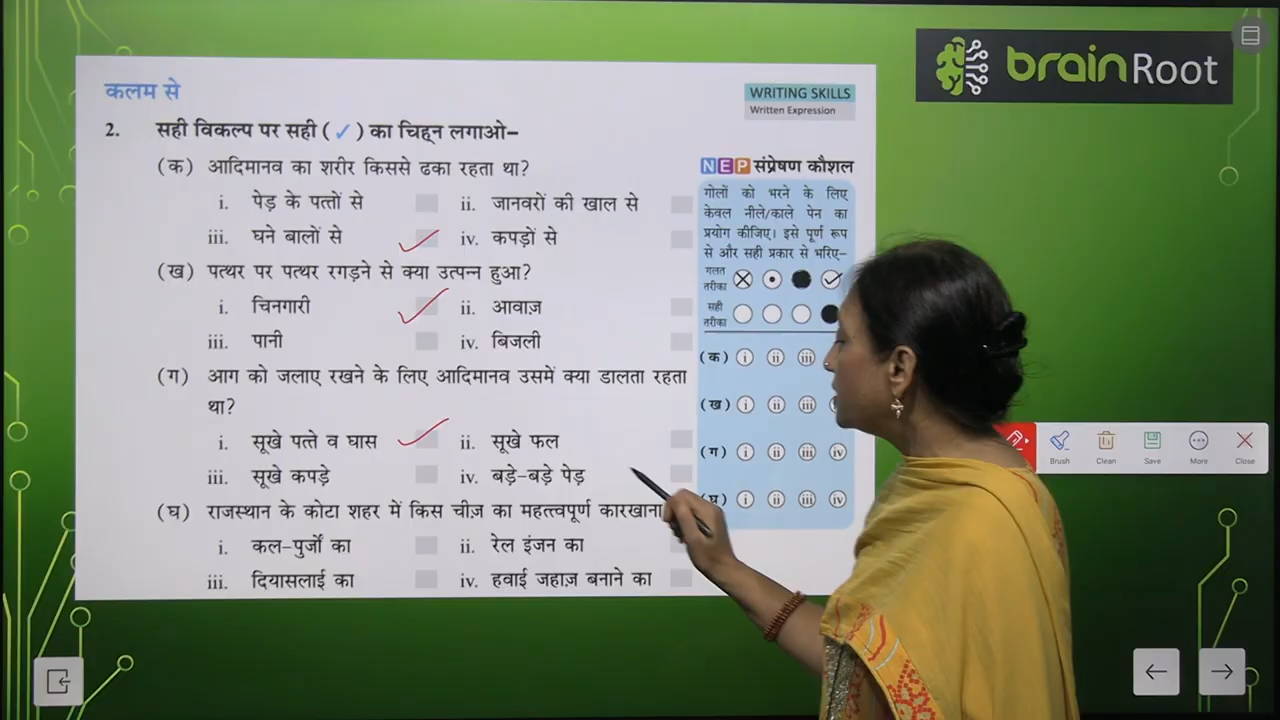 brainRoot
कलम से
WRITING SKILLS
Written Expression
2. सही विकल्प पर सही ( ✓ ) का चिह्न लगाओ–
(क) आदिमानव का शरीर किससे ढका रहता था?
i. पेड़ के पत्तों से ii. जानवरों की खाल से
iii. घने बालों से iv. कपड़ों से
(ख) पत्थर पर पत्थर रगड़ने से क्या उत्पन्न हुआ?
i. चिनगारी ii. आवाज़
iii. पानी iv. बिजली
(ग) आग को जलाए रखने के लिए आदिमानव उसमें क्या डालता रहता
था?
i. सूखे पत्ते व घास ii. सूखे फल
iii. सूखे कपड़े iv. बड़े–बड़े पेड़
(घ) राजस्थान के कोटा शहर में किस चीज़ का महत्त्वपूर्ण कारखाना
i. कल–पुर्जों का ii. रेल इंजन का
iii. दियासलाई का iv. हवाई जहाज़ बनाने का
NEP संप्रेषण कौशल
गोलों को भरने के लिए
केवल नीले/काले पेन का
प्रयोग कीजिए। इसे पूर्ण रूप
से और सही प्रकार से भरिए–
गलत
तरीका
सही
तरीका
(क) i ii iii
(ख) i ii iii
(ग) i ii iii iv
(घ) i ii iii iv
Brush Clean Save More Close